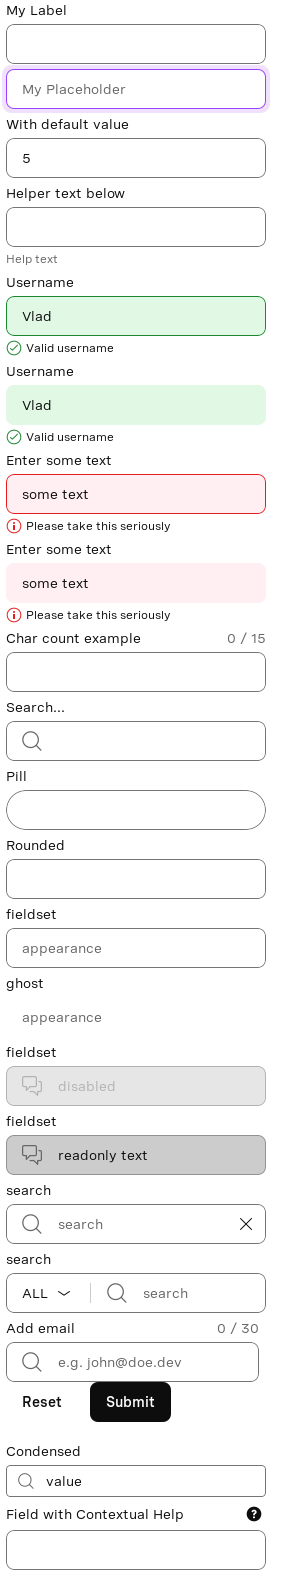 My Label
My Placeholder
With default value
5
Helper text below
Help text
Username
Vlad
Valid username
Username
Vlad
Valid username
Enter some text
some text
Please take this seriously
Enter some text
some text
Please take this seriously
Char count example 0 / 15
Search...
Pill
Rounded
fieldset
appearance
ghost
appearance
fieldset
disabled
fieldset
readonly text
search
search
search
ALL search
Add email 0 / 30
e.g. john@doe.dev
Reset Submit
Condensed
value
Field with Contextual Help ?